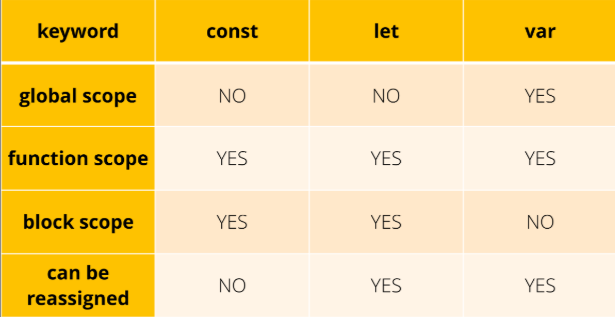 keyword const let var
global scope NO NO YES
function scope YES YES YES
block scope YES YES NO
can be
reassigned NO YES YES